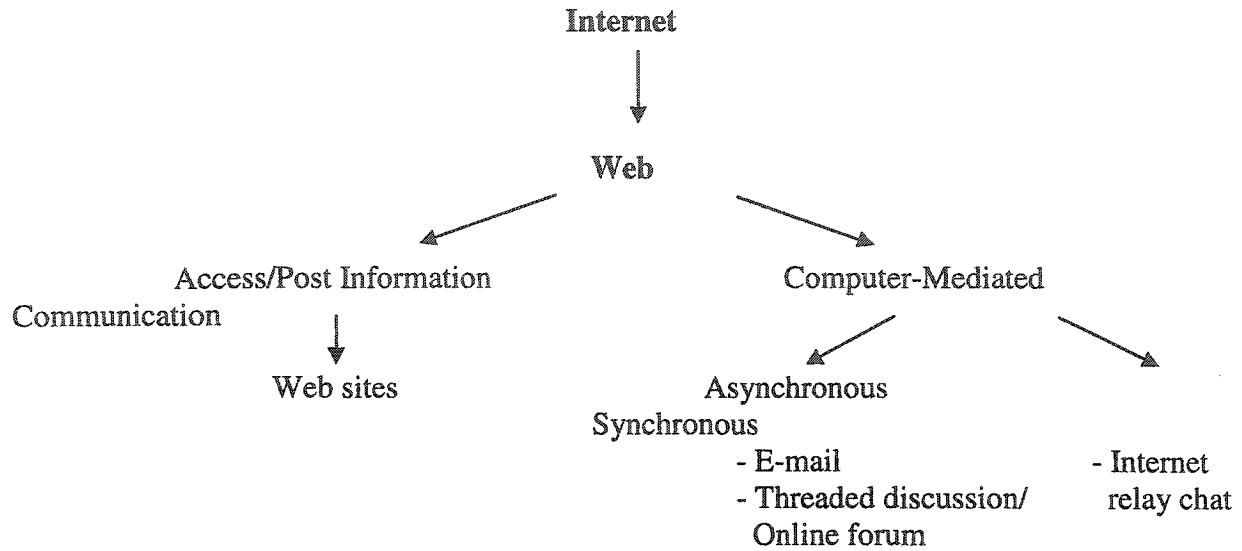 Internet
Web
Access/Post Information Computer-Mediated
Communication
Web sites Asynchronous
Synchronous
- E-mail - Internet
- Threaded discussion/ relay chat
Online forum